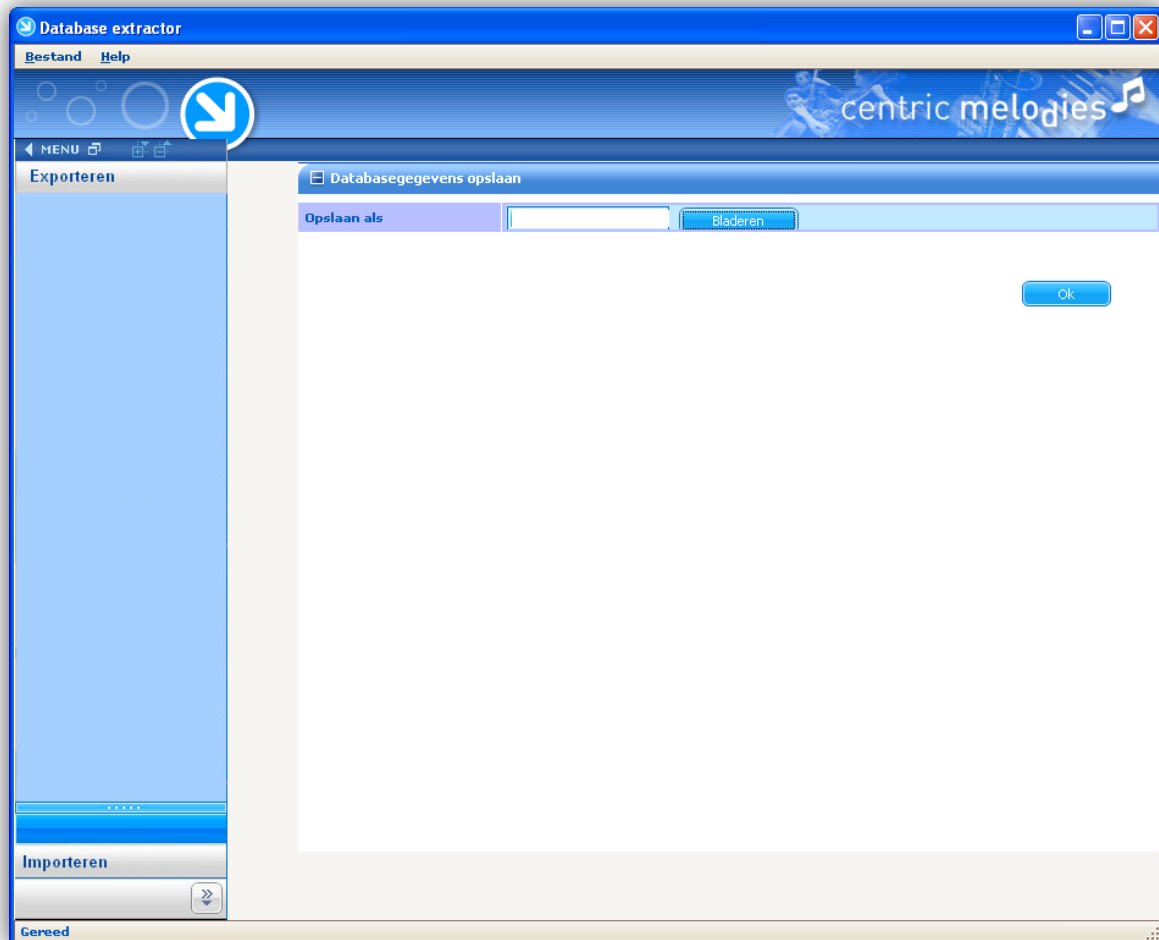 Database extractor
Bestand Help
centric melodies
MENU
Exporteren
Databasegegevens opslaan
Opslaan als
Bladeren
Ok
Importeren
Gereed